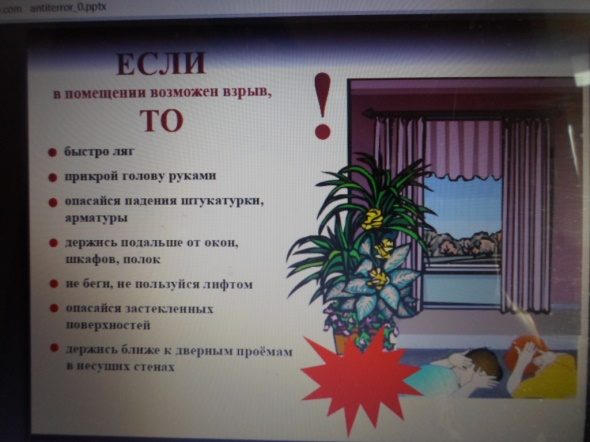 .com antiterror_0.pptx
ЕСЛИ
в помещении возможен взрыв,
ТО
!
быстро ляг
прикрой голову руками
опасайся падения штукатурки,
арматуры
держись подальше от окон,
шкафов, полок
не беги, не пользуйся лифтом
опасайся застекленных
поверхностей
держись ближе к дверным проёмам
в несущих стенах